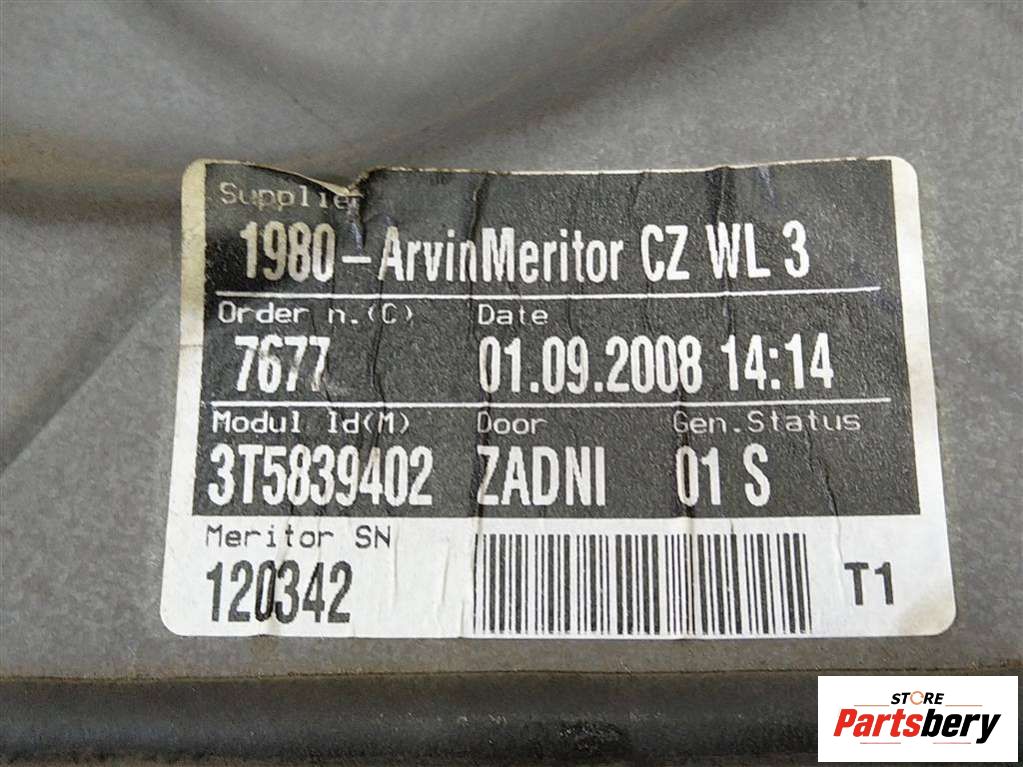 Supplier
1980-ArvinMeritor CZ WL 3
Order n.(C) Date
7677 01.09.2008 14:14
Modul Id(M) Door Gen.Status
3T5839402 ZADNI 01 S
Meritor SN
120342 T1
STORE
Partsbery